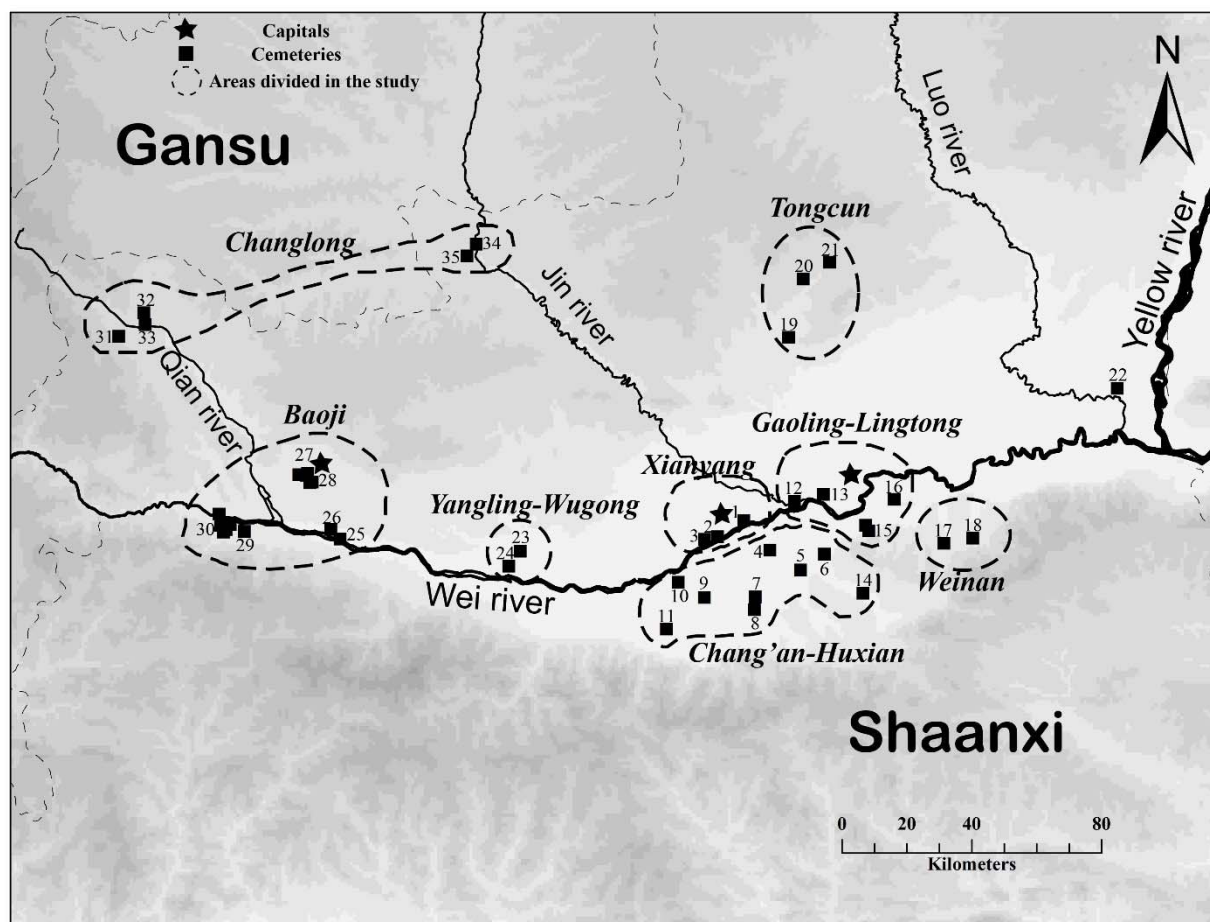 Capitals
Cemeteries
Areas divided in the study
N
Gansu
Luo river
Tongcun
Changlong
34
35
21
20
Jin river
Yellow river
32
33
31
19
Qian river
22
Baoji
Gaoling-Lingtong
27
28
Xianyang
12
13
16
Yangling-Wugong
1
2
3
30
29
26
25
15
17
18
23
24
4
5
6
Weinan
Wei river
10
9
7
14
8
11
Chang'an-Huxian
Shaanxi
0
20
40
80
Kilometers